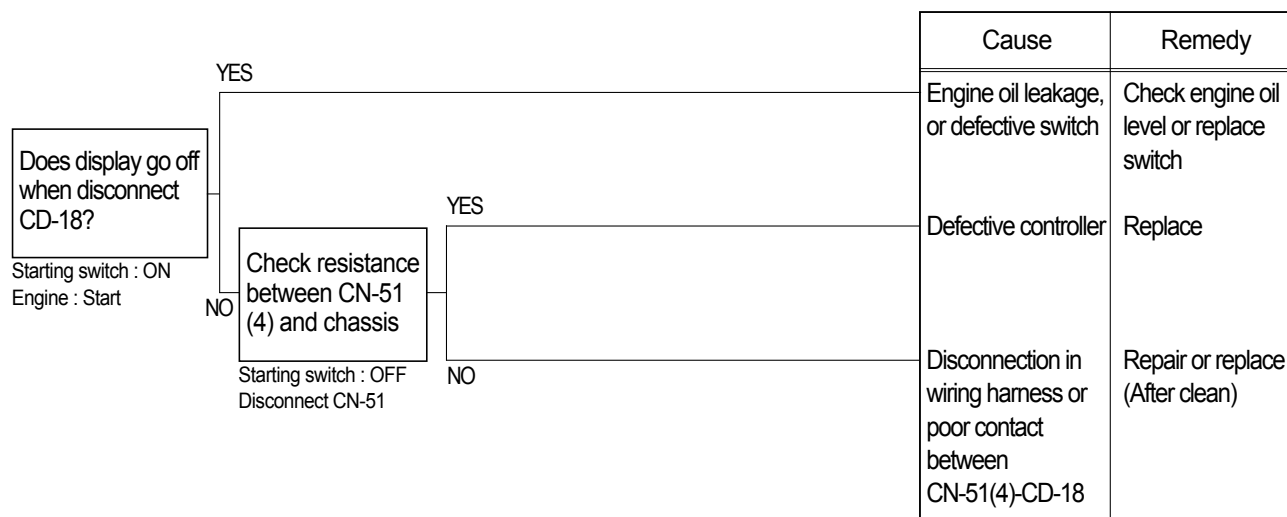 Cause
Remedy
YES
Engine oil leakage,
or defective switch
Check engine oil
level or replace
switch
Does display go off
when disconnect
CD-18?
Starting switch : ON
Engine : Start
YES
Defective controller
Replace
NO
Check resistance
between CN-51
(4) and chassis
Starting switch : OFF
Disconnect CN-51
NO
Disconnection in
wiring harness or
poor contact
between
CN-51(4)-CD-18
Repair or replace
(After clean)